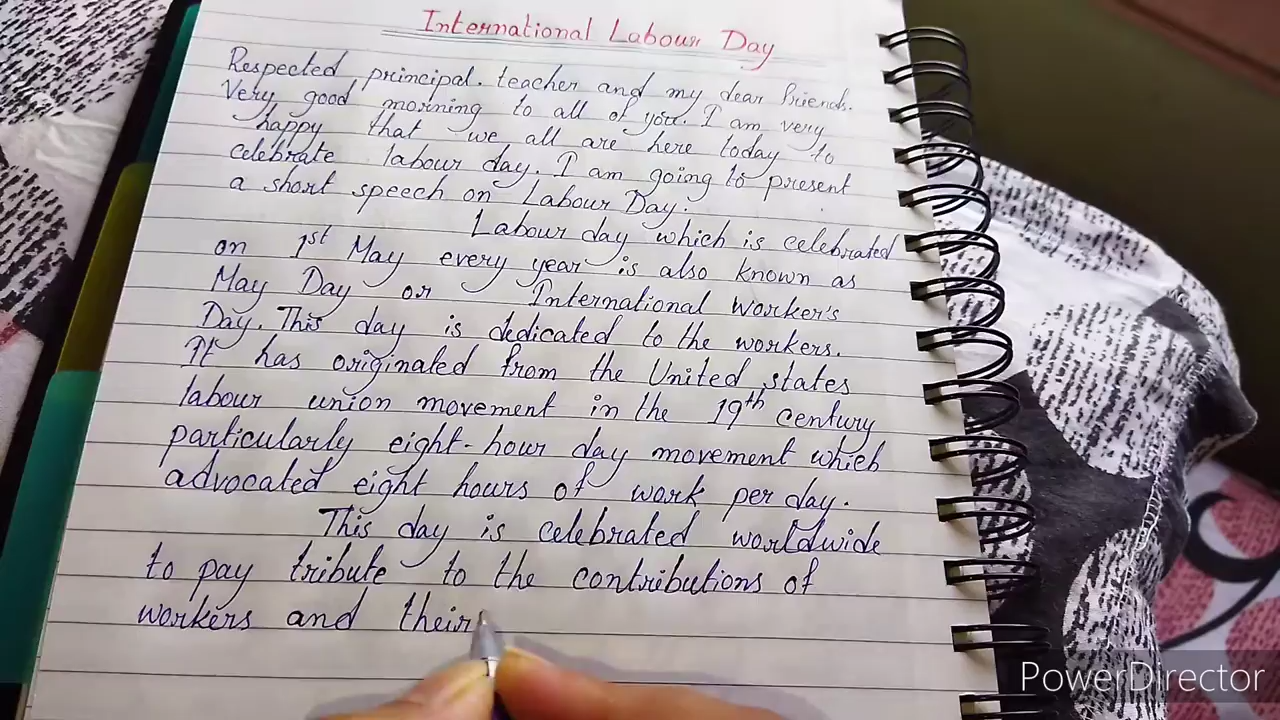 International Labour Day
Respected principal. teacher and my dear friends.
Very good morning to all of you. I am very
happy that we all are here today to
celebrate labour day. I am going to present
a short speech on Labour Day.
Labour day which is celebrated
on 1st May every year is also known as
May Day or International worker's
Day. This day is dedicated to the workers.
It has originated from the United states
labour union movement in the 19th century
particularly eight-hour day movement which
advocated eight hours of work per day.
This day is celebrated worldwide
to pay tribute to the contributions of
workers and their
PowerDirector